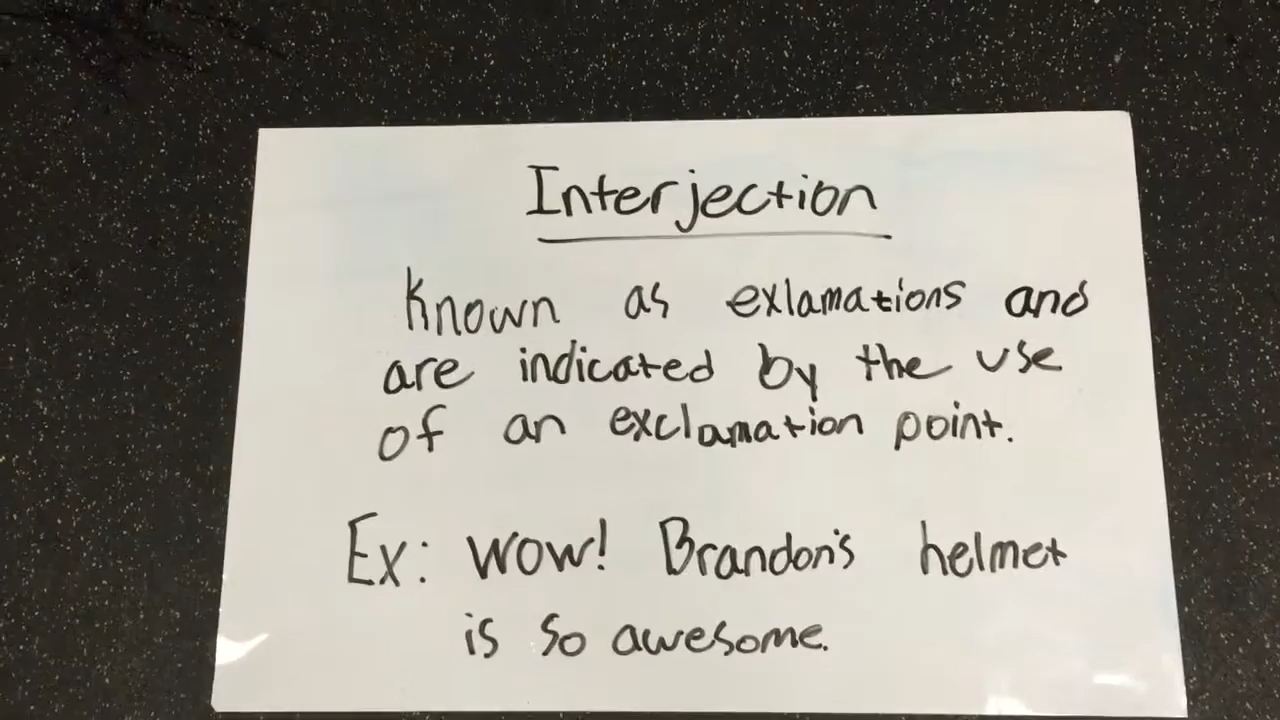 Interjection
Known as exlamations and
are indicated by the use
of an exclamation point.
Ex: Wow! Brandon's helmet
is so awesome.